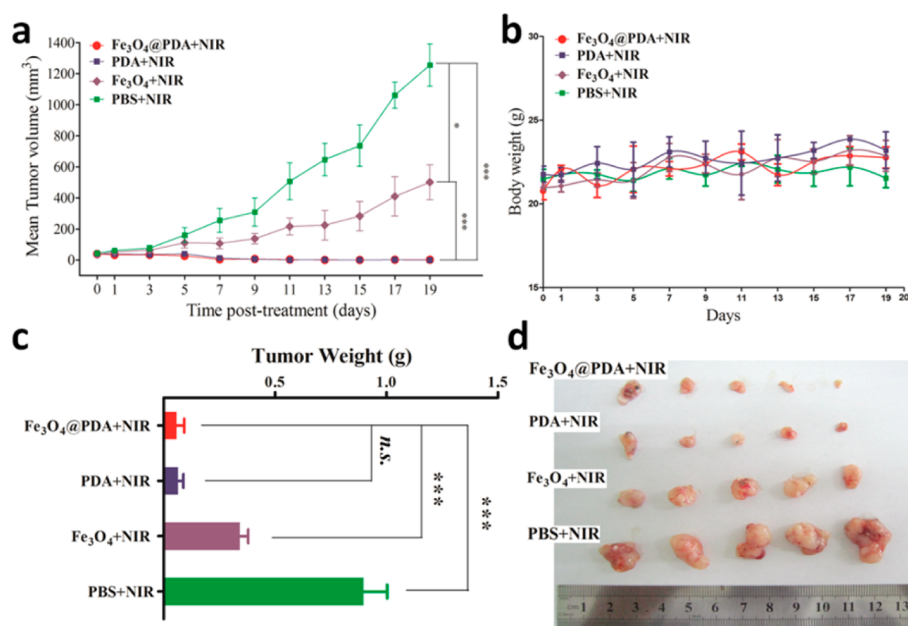 a
Fe3O4@PDA+NIR
PDA+NIR
Fe3O4+NIR
PBS+NIR
Mean Tumor volume (mm3)
1400
1200
1000
800
600
400
200
0
*
***
***
0 1 3 5 7 9 11 13 15 17 19
Time post-treatment (days)
b
Fe3O4@PDA+NIR
PDA+NIR
Fe3O4+NIR
PBS+NIR
Body weight (g)
30
25
20
15
0 1 3 5 7 9 11 13 15 17 19 20
Days
c
Tumor Weight (g)
0.5 1.0 1.5
Fe3O4@PDA+NIR
PDA+NIR
Fe3O4+NIR
PBS+NIR
n.s.
***
***
d
Fe3O4@PDA+NIR
PDA+NIR
Fe3O4+NIR
PBS+NIR
cm 1 2 3 4 5 6 7 8 9 10 11 12 13